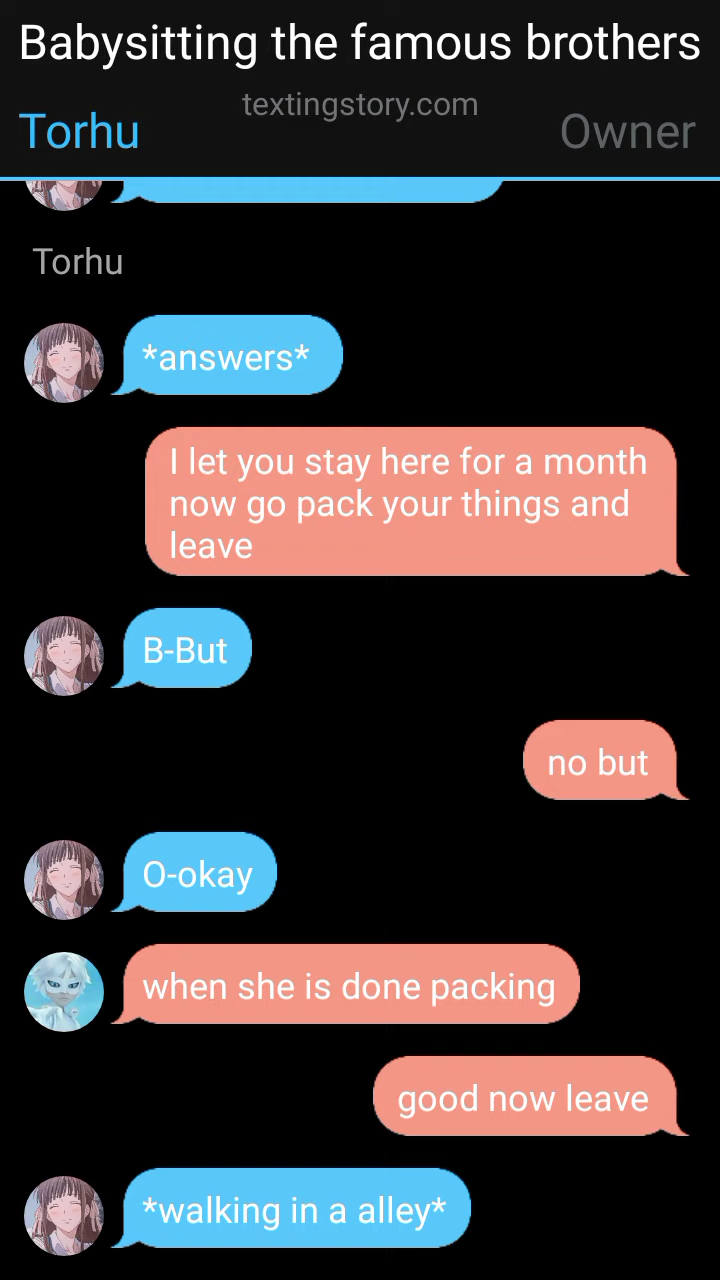 Babysitting the famous brothers
textingstory.com
Torhu
Owner
Torhu
*answers*
I let you stay here for a month
now go pack your things and
leave
B-But
no but
O-okay
when she is done packing
good now leave
*walking in a alley*